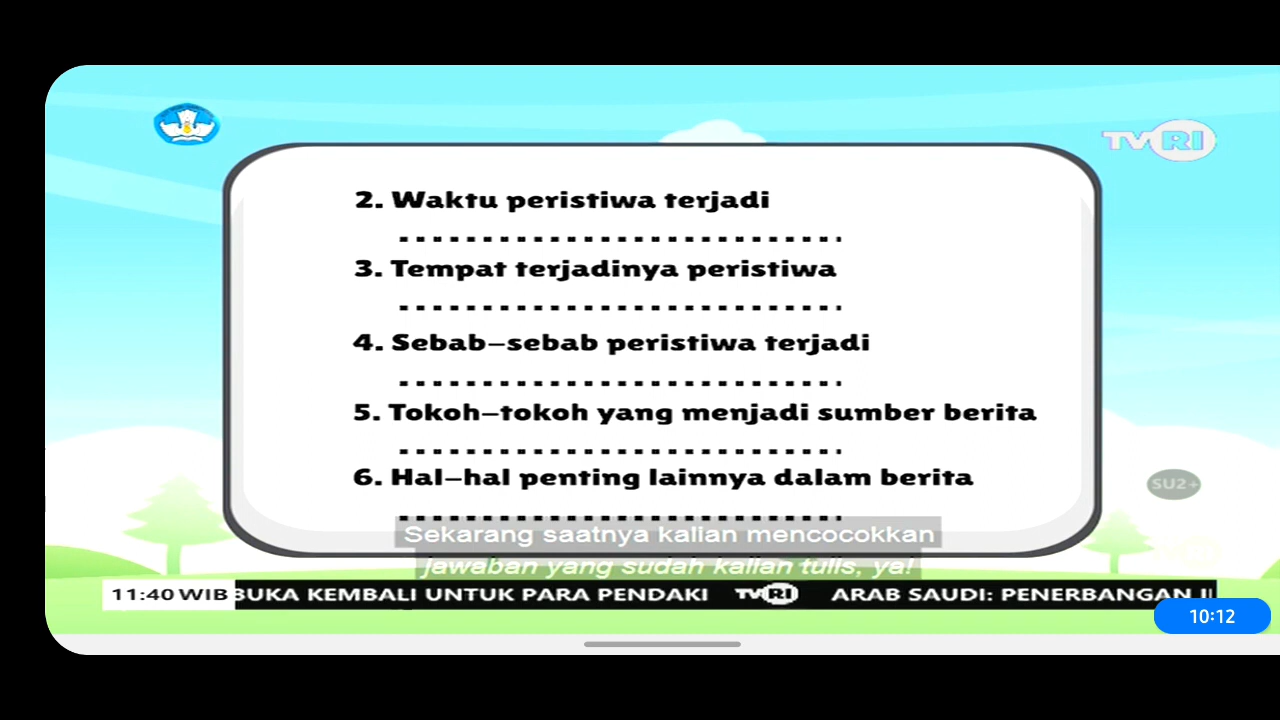 TVRI
2. Waktu peristiwa terjadi
3. Tempat terjadinya peristiwa
4. Sebab-sebab peristiwa terjadi
5. Tokoh-tokoh yang menjadi sumber berita
6. Hal-hal penting lainnya dalam berita
SU2+
Sekarang saatnya kalian mencocokkan
jawaban yang sudah kalian tulis, ya!
11:40 WIB BUKA KEMBALI UNTUK PARA PENDAKI TVRI ARAB SAUDI: PENERBANGAN
10:12